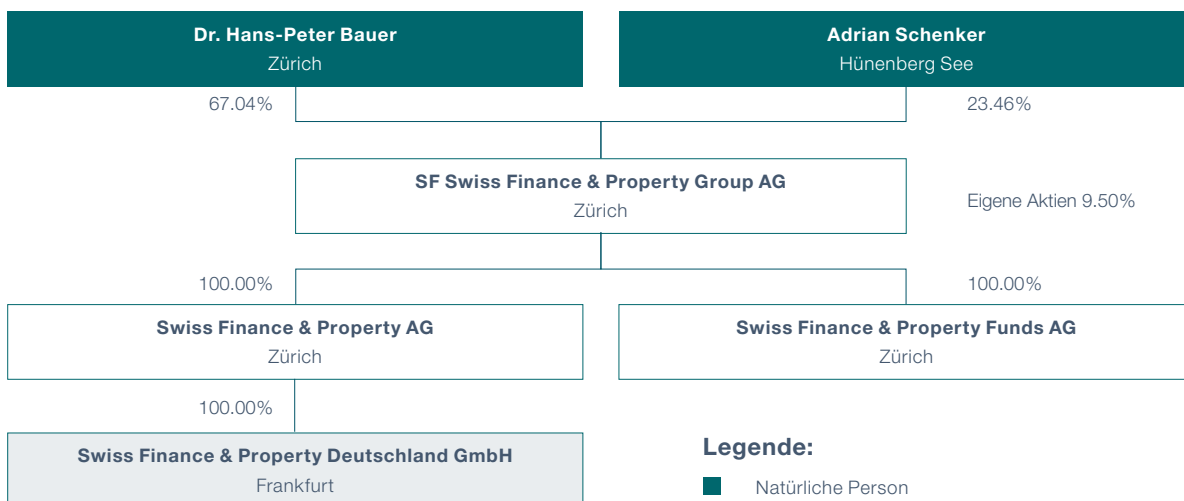 Dr. Hans-Peter Bauer
Zürich
Adrian Schenker
Hünenberg See
67.04%
23.46%
SF Swiss Finance & Property Group AG
Zürich
Eigene Aktien 9.50%
100.00%
100.00%
Swiss Finance & Property AG
Zürich
Swiss Finance & Property Funds AG
Zürich
100.00%
Swiss Finance & Property Deutschland GmbH
Frankfurt
Legende:
Natürliche Person